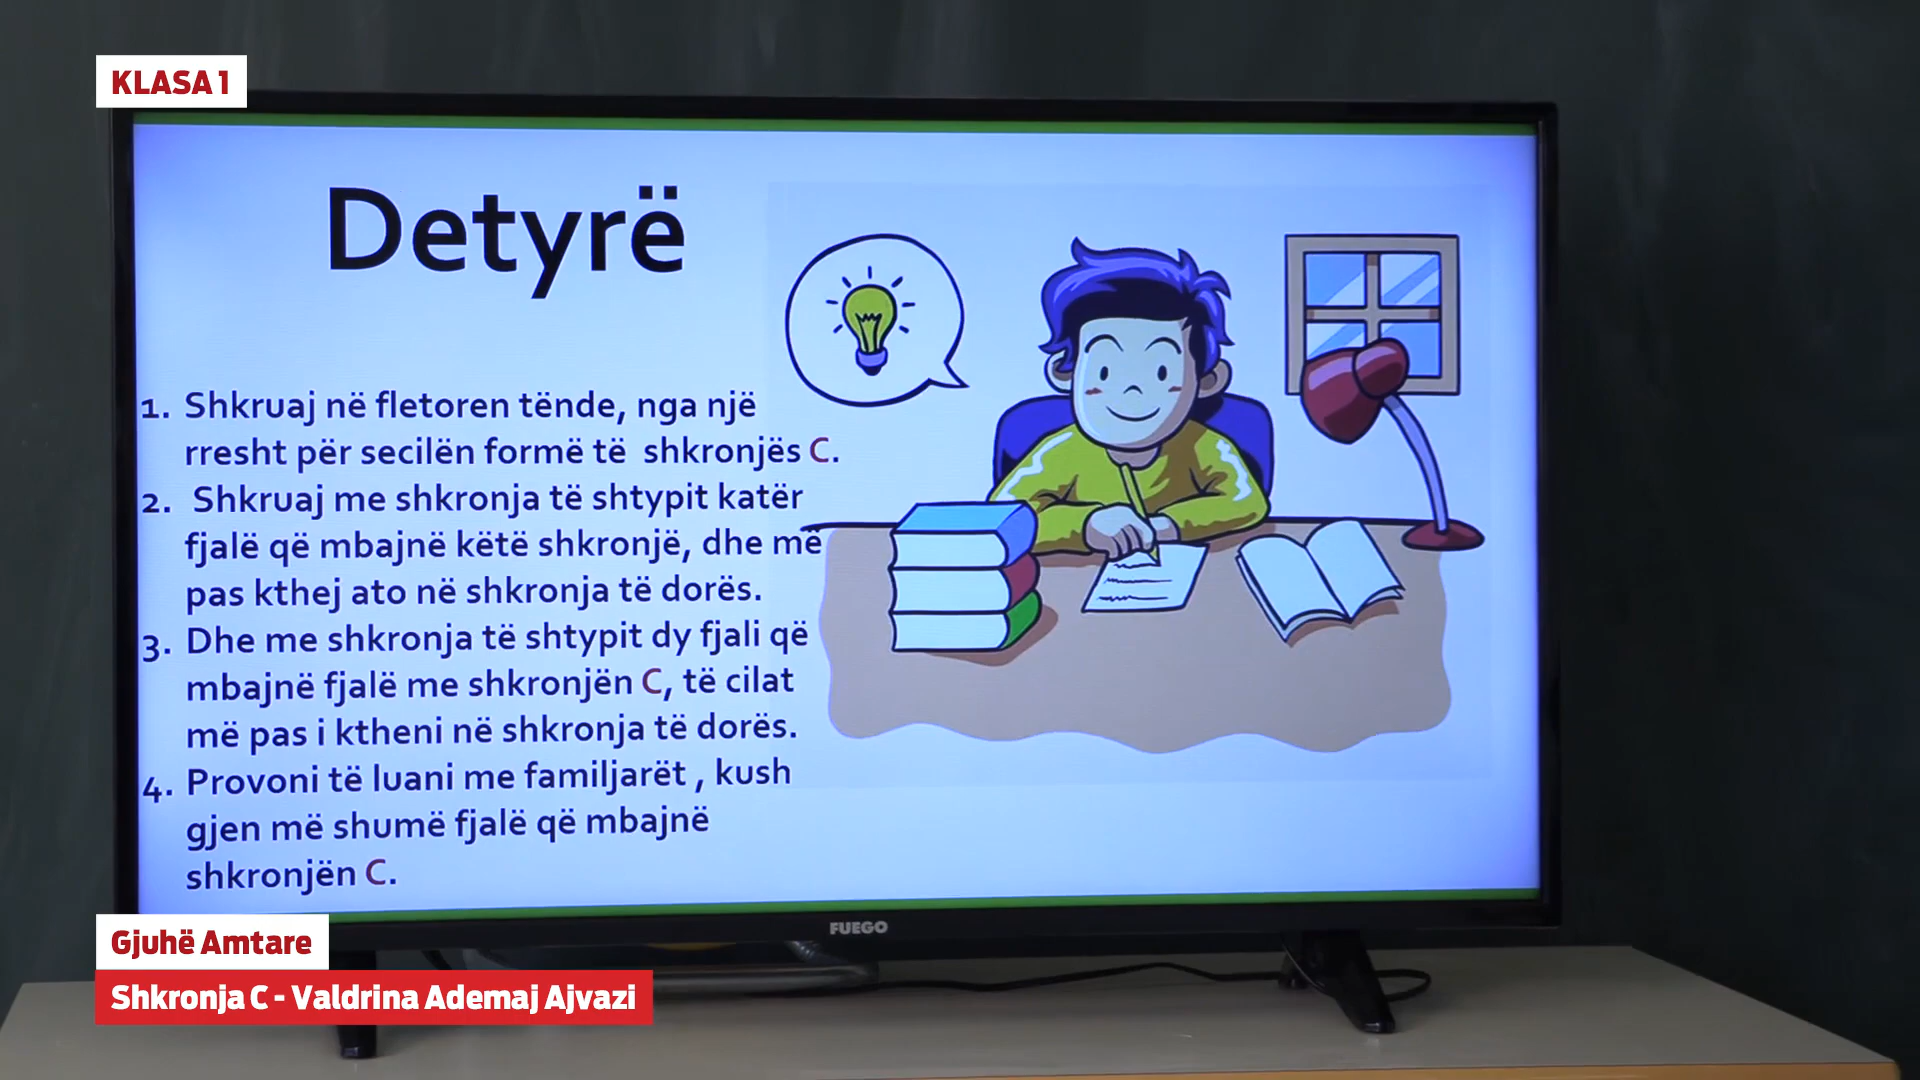 KLASA 1
Detyrë
1. Shkruaj në fletoren tënde, nga një
rresht për secilën formë të shkronjës C.
2. Shkruaj me shkronja të shtypit katër
fjalë që mbajnë këtë shkronjë, dhe më
pas kthej ato në shkronja të dorës.
3. Dhe me shkronja të shtypit dy fjali që
mbajnë fjalë me shkronjën C, të cilat
më pas i ktheni në shkronja të dorës.
4. Provoni të luani me familjarët , kush
gjen më shumë fjalë që mbajnë
shkronjën C.
FUEGO
Gjuhë Amtare
Shkronja C - Valdrina Ademaj Ajvazi